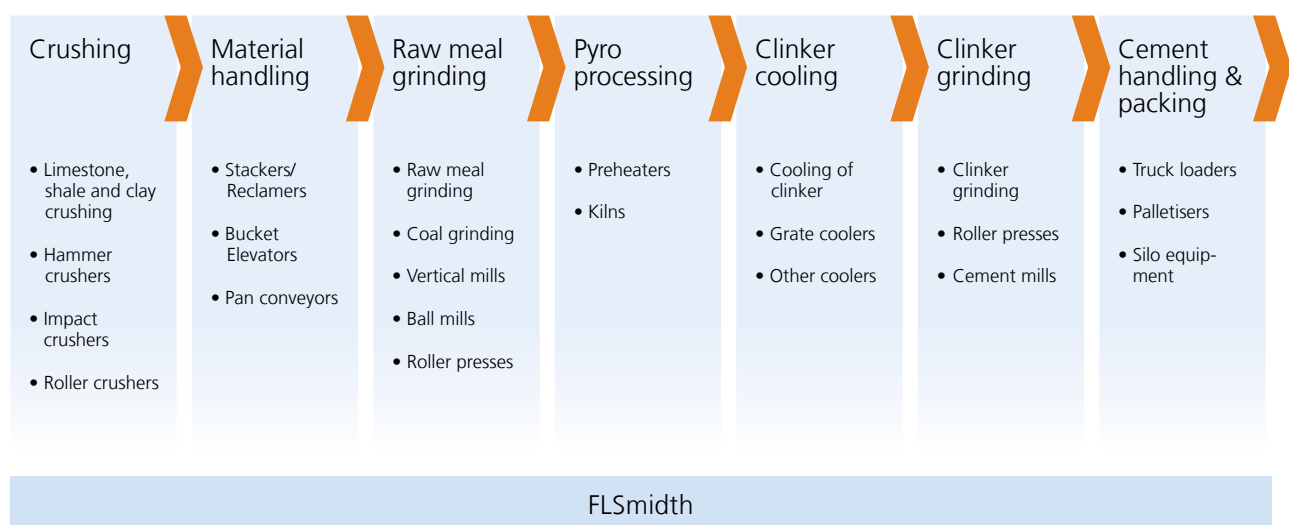 Crushing
Material
handling
Raw meal
grinding
Pyro
processing
Clinker
cooling
Clinker
grinding
Cement
handling &
packing
• Limestone,
shale and clay
crushing
• Hammer
crushers
• Impact
crushers
• Roller crushers
• Stackers/
Reclamers
• Bucket
Elevators
• Pan conveyors
• Raw meal
grinding
• Coal grinding
• Vertical mills
• Ball mills
• Roller presses
• Preheaters
• Kilns
• Cooling of
clinker
• Grate coolers
• Other coolers
• Clinker
grinding
• Roller presses
• Cement mills
• Truck loaders
• Palletisers
• Silo equip-
ment
FLSmidth